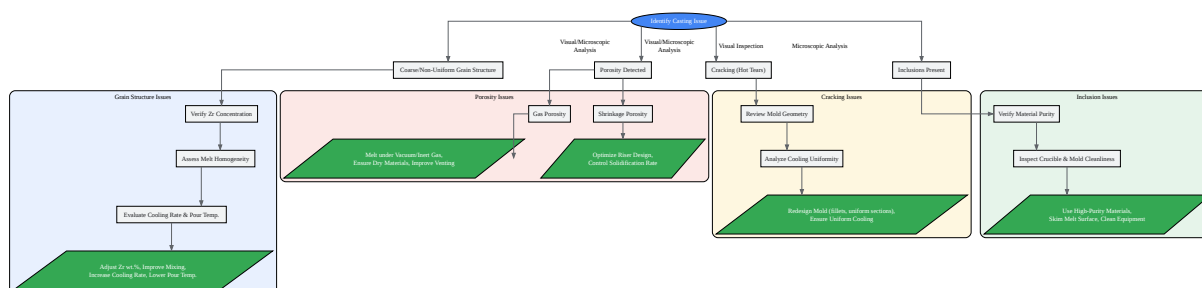 Identify Casting Issue
Visual/Microscopic
Analysis
Visual/Microscopic
Analysis
Visual Inspection
Microscopic Analysis
Coarse/Non-Uniform Grain Structure
Porosity Detected
Cracking (Hot Tears)
Inclusions Present
Grain Structure Issues
Verify Zr Concentration
Assess Melt Homogeneity
Evaluate Cooling Rate & Pour Temp.
Adjust Zr wt.%, Improve Mixing,
Increase Cooling Rate, Lower Pour Temp.
Porosity Issues
Gas Porosity
Shrinkage Porosity
Melt under Vacuum/Inert Gas,
Ensure Dry Materials, Improve Venting
Optimize Riser Design,
Control Solidification Rate
Cracking Issues
Review Mold Geometry
Analyze Cooling Uniformity
Redesign Mold (fillets, uniform sections),
Ensure Uniform Cooling
Inclusion Issues
Verify Material Purity
Inspect Crucible & Mold Cleanliness
Use High-Purity Materials,
Skim Melt Surface, Clean Equipment